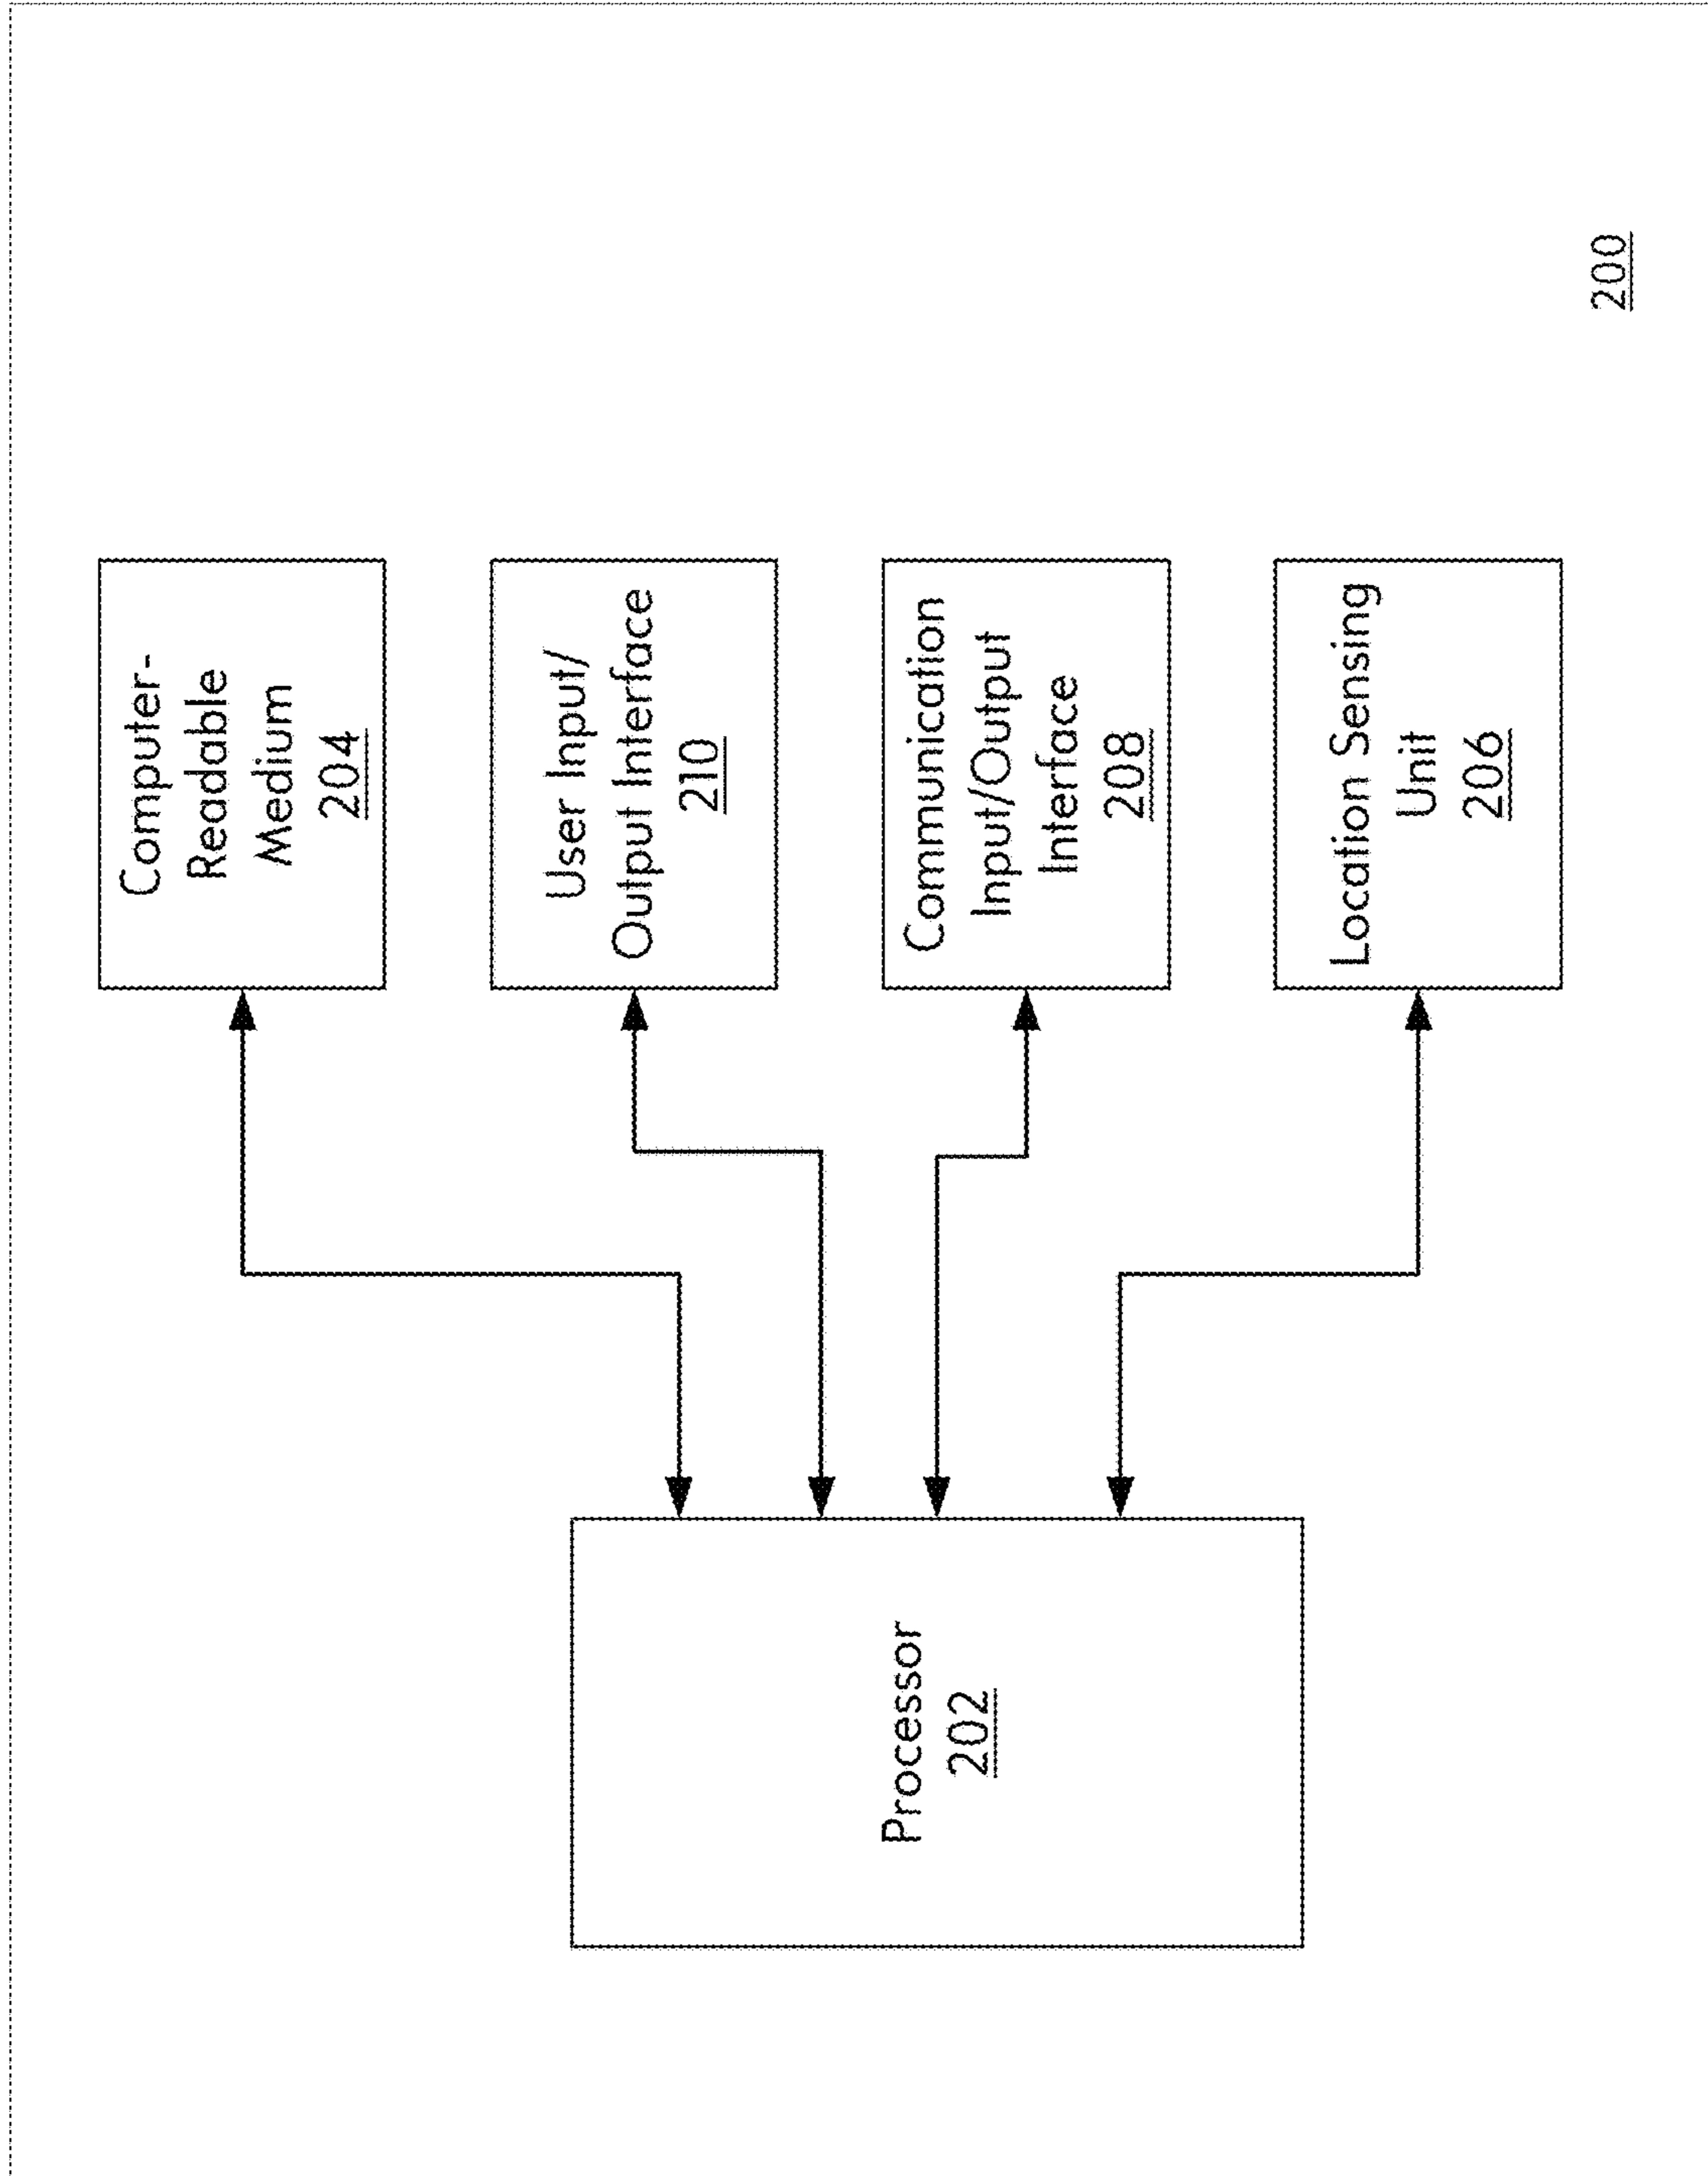 Computer-
Readable
Medium
204
User Input/
Output Interface
210
Communication
Input/Output
Interface
208
Location Sensing
Unit
206
Processor
202
200